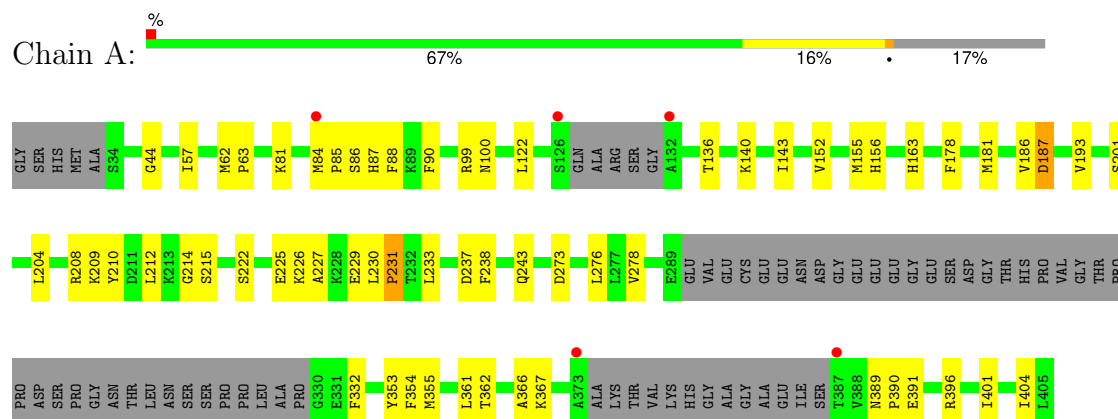 %
Chain A:
67% 16% • 17%
GLY SER HIS MET ALA S34 G44 I57 M62 P63 K81 M84 P85 S86 H87 F88 K89 F90 R99 N100 L122 S126 GLN ALA ARG SER GLY A132 T136 K140 I143 V152 M155 H156 H163 F178 M181 V186 D187 V193 S201
L204 R208 K209 Y210 D211 L212 K213 G214 S215 S222 E225 K226 A227 K228 E229 L230 P231 T232 L233 D237 F238 Q243 D273 L276 L277 V278 E289 GLU VAL GLU CYS GLU GLU ASN ASP GLY GLU GLU GLU GLY GLU SER ASP GLY THR HIS PRO VAL GLY THR PRO
PRO ASP SER PRO GLY ASN THR LEU ASN SER SER PRO PRO LEU ALA PRO G330 E331 F332 Y353 F354 M355 L361 T362 A366 K367 A373 ALA LYS THR VAL LYS HIS GLY ALA GLY ALA GLU ILE SER T387 V388 N389 P390 E391 R396 I401 I404 L405